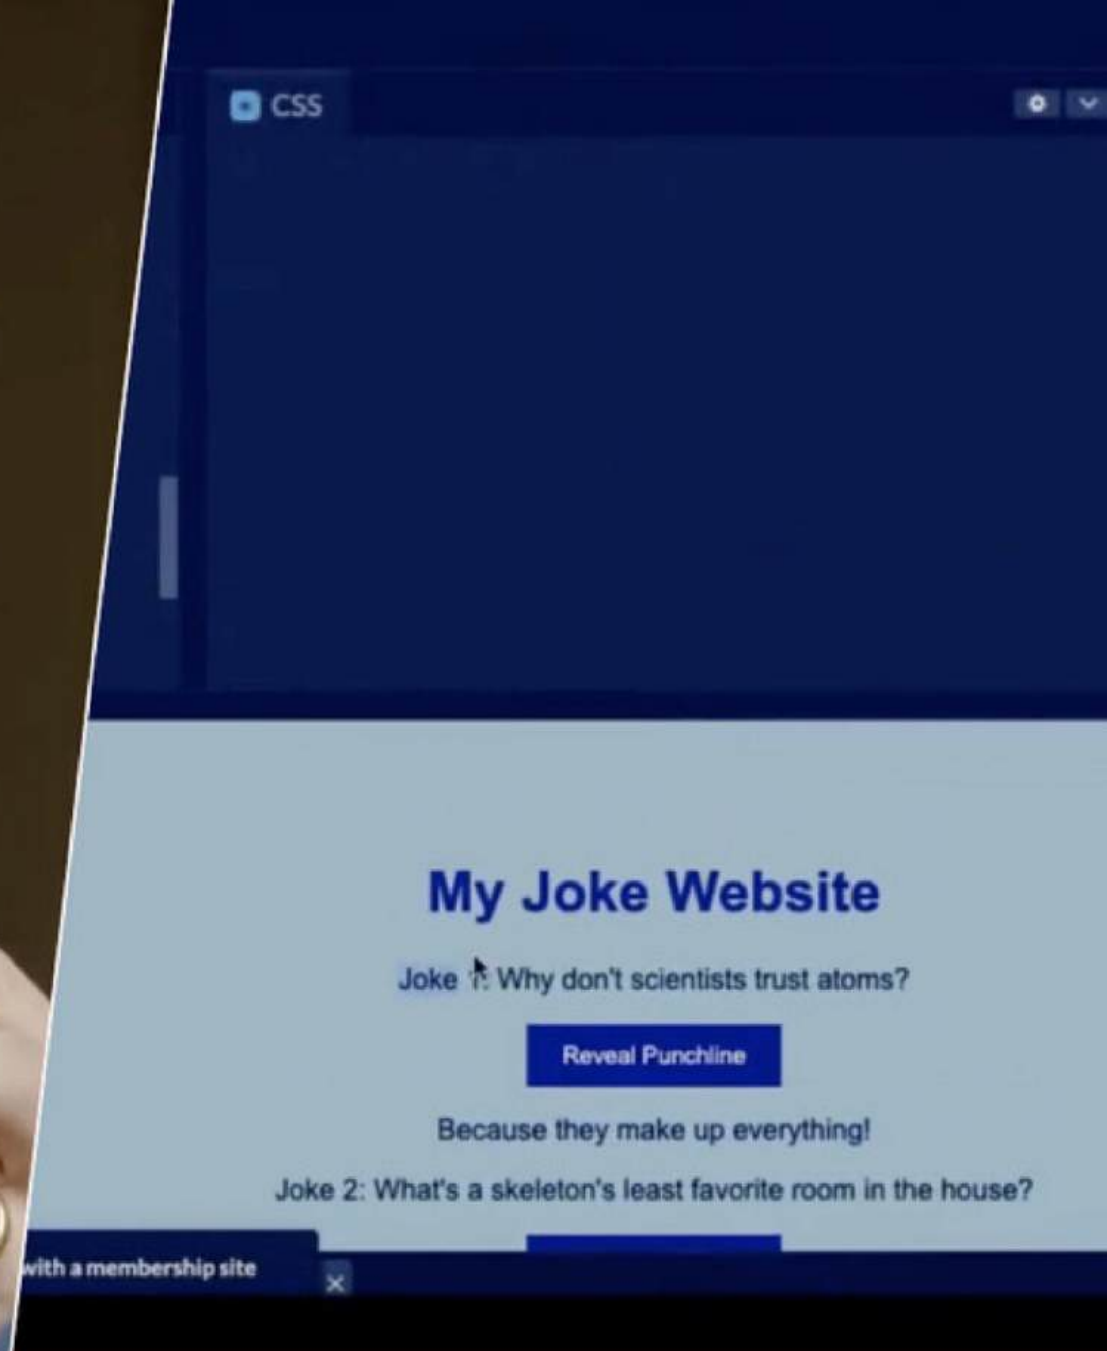 CSS
My Joke Website
Joke 1: Why don't scientists trust atoms?
Reveal Punchline
Because they make up everything!
Joke 2: What's a skeleton's least favorite room in the house?
with a membership site